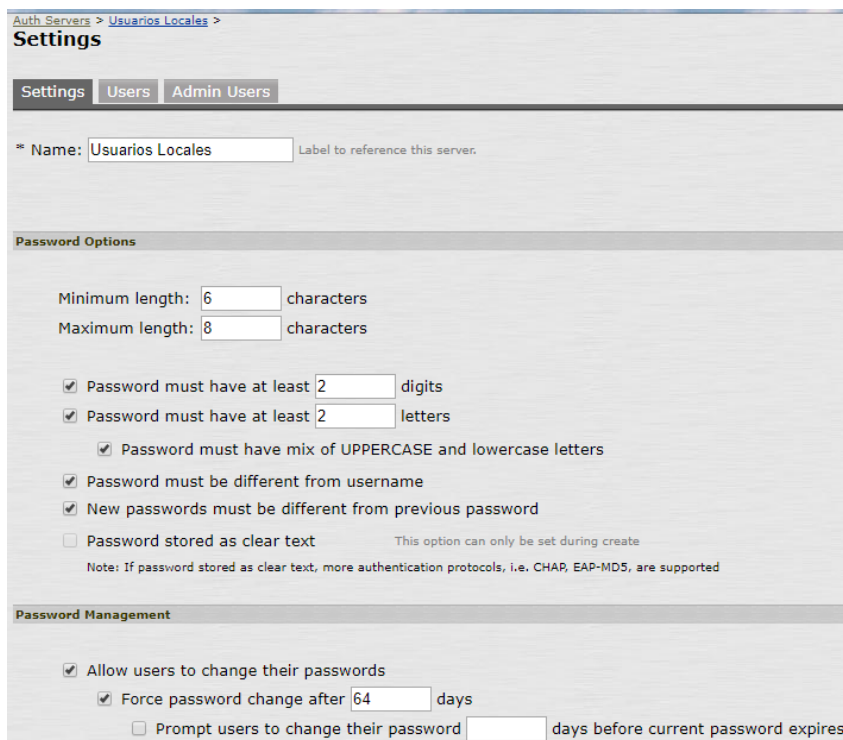 Auth Servers > Usuarios Locales >
Settings
Settings Users Admin Users
* Name: Usuarios Locales Label to reference this server.
Password Options
Minimum length: 6 characters
Maximum length: 8 characters
Password must have at least 2 digits
Password must have at least 2 letters
Password must have mix of UPPERCASE and lowercase letters
Password must be different from username
New passwords must be different from previous password
Password stored as clear text This option can only be set during create
Note: If password stored as clear text, more authentication protocols, i.e. CHAP, EAP-MD5, are supported
Password Management
Allow users to change their passwords
Force password change after 64 days
Prompt users to change their password days before current password expires